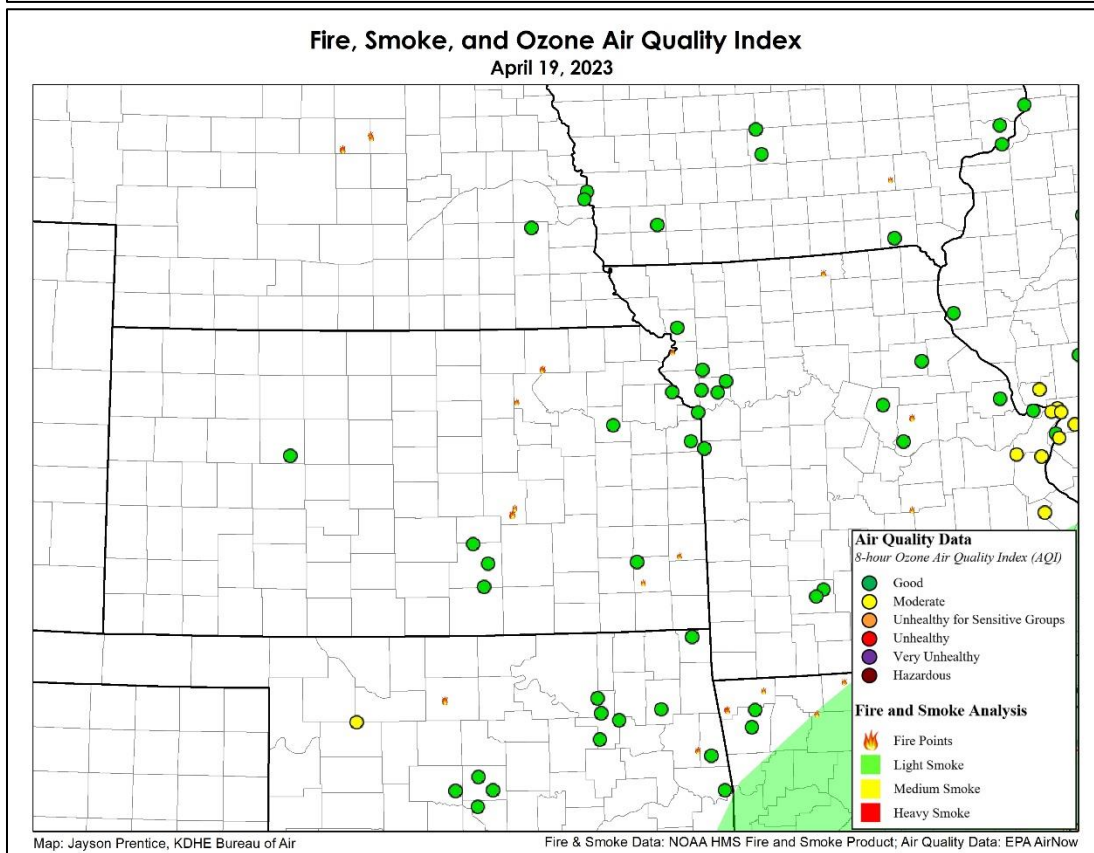 Fire, Smoke, and Ozone Air Quality Index
April 19, 2023
Air Quality Data
8-hour Ozone Air Quality Index (AQI)
Good
Moderate
Unhealthy for Sensitive Groups
Unhealthy
Very Unhealthy
Hazardous
Fire and Smoke Analysis
Fire Points
Light Smoke
Medium Smoke
Heavy Smoke
Map: Jayson Prentice, KDHE Bureau of Air
Fire & Smoke Data: NOAA HMS Fire and Smoke Product; Air Quality Data: EPA AirNow